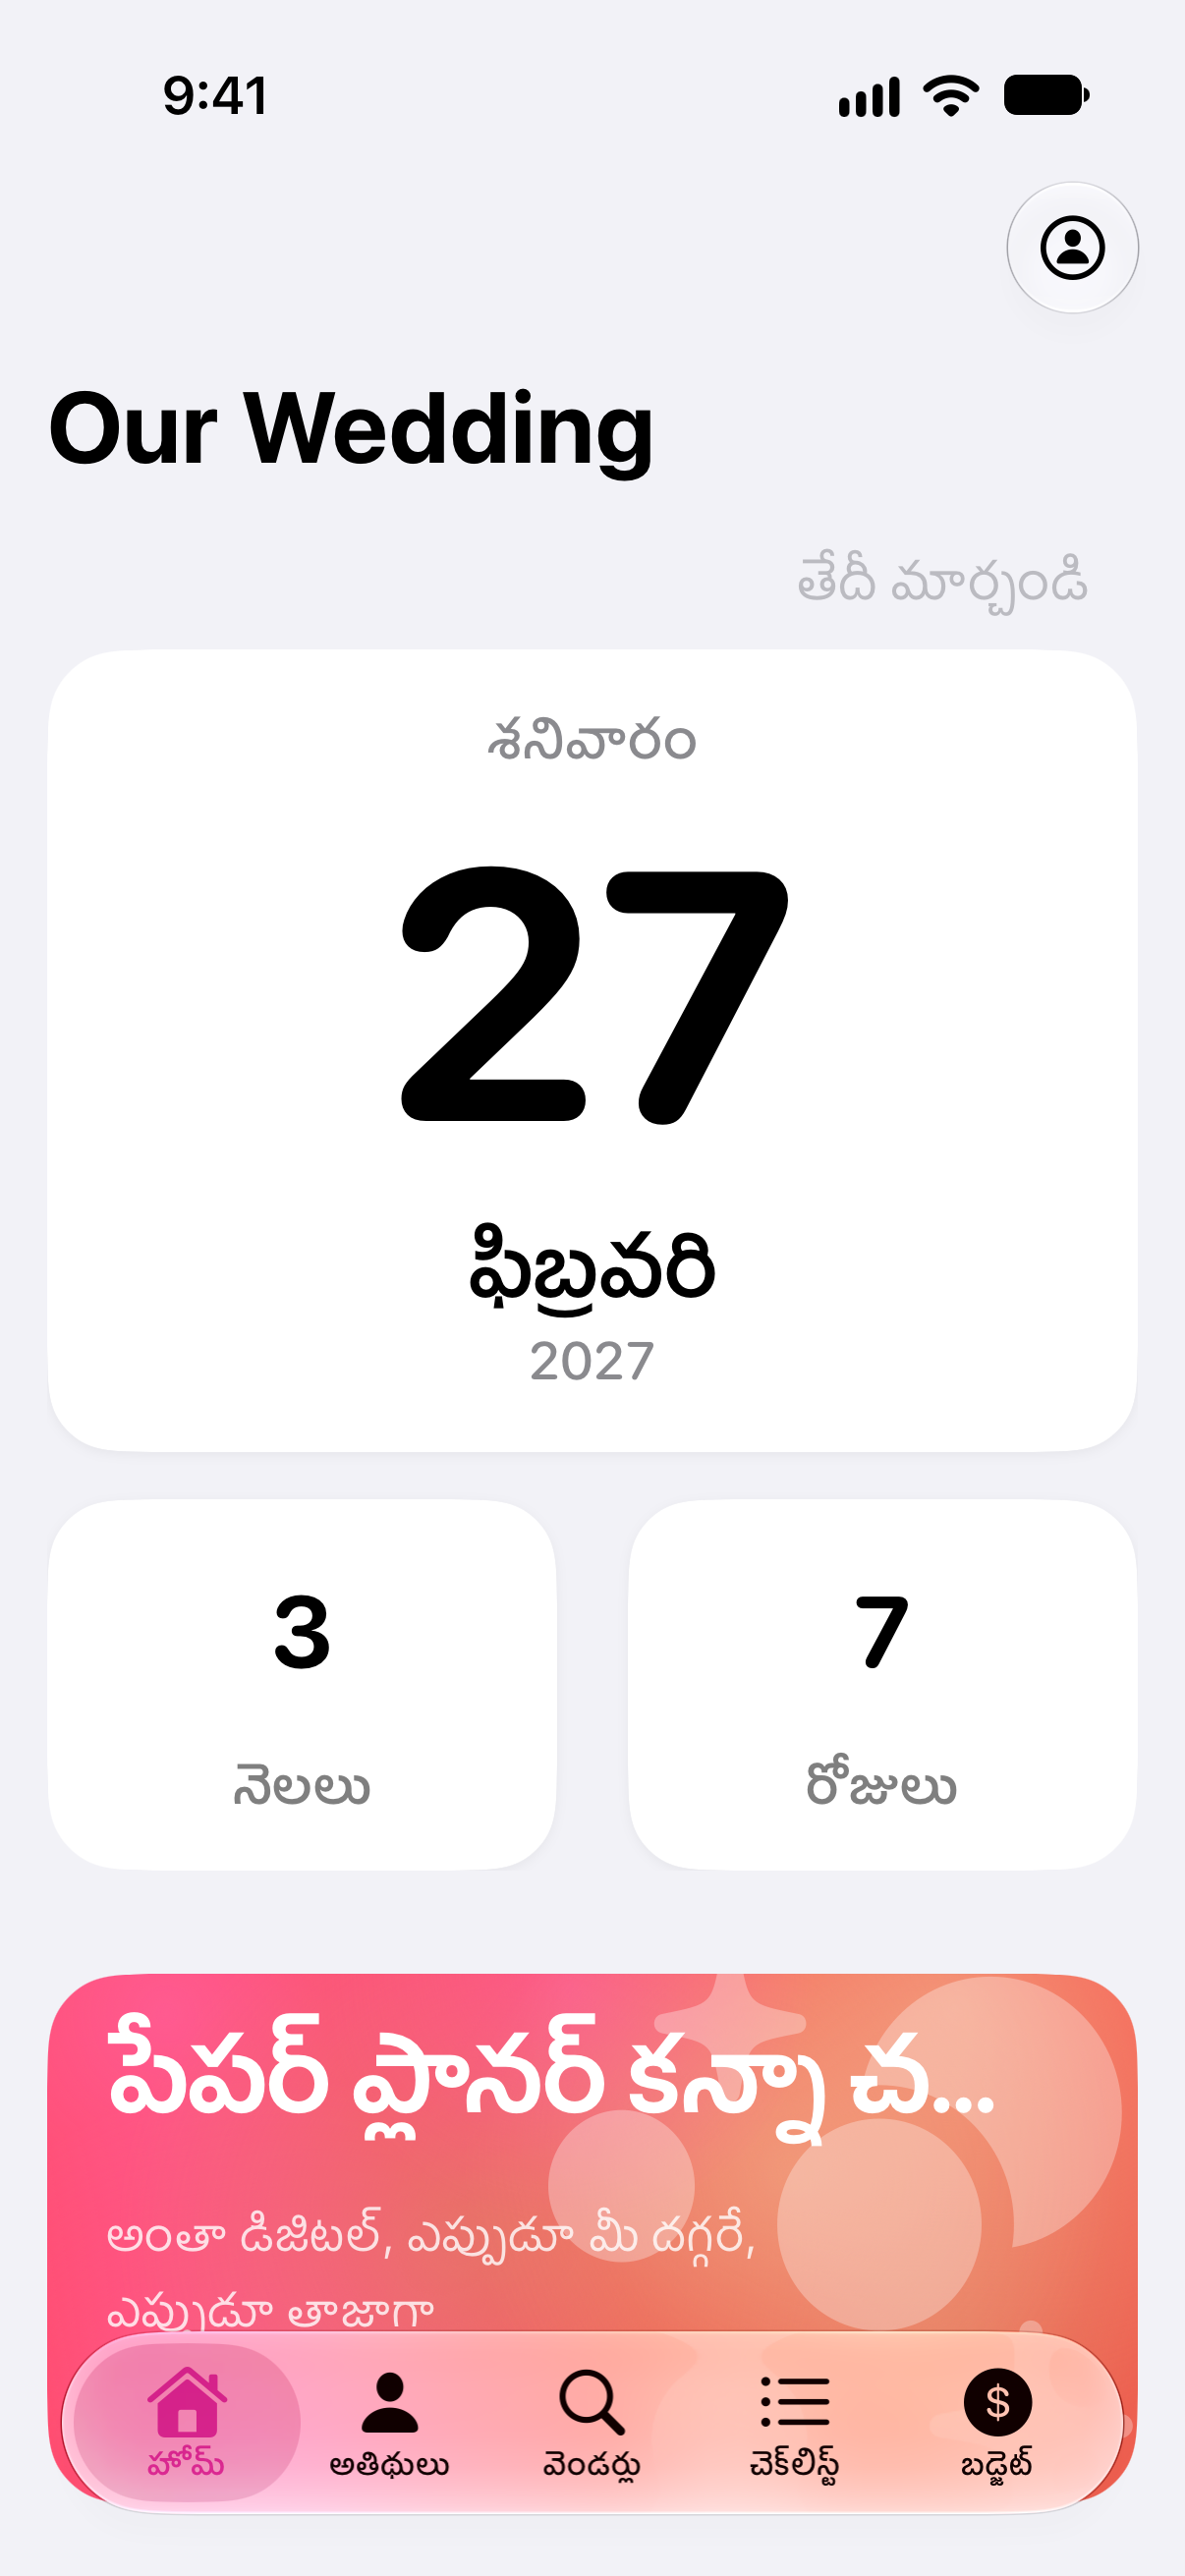 9:41
Our Wedding
తేదీ మార్చండి
శనివారం
27
ఫిబ్రవరి
2027
3
నెలలు
7
రోజులు
పేపర్ ప్లానర్ కన్నా చ...
అంతా డిజిటల్, ఎప్పుడూ మీ దగ్గరే,
ఎప్పుడూ తాజాగా
హోమ్
అతిథులు
వెండర్లు
చెక్‌లిస్ట్
$
బడ్జెట్